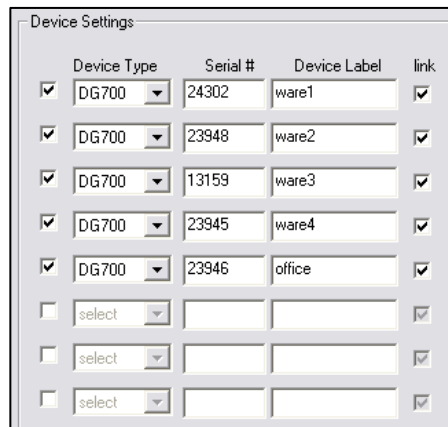 Device Settings
Device Type Serial # Device Label link
DG700 24302 ware1
DG700 23948 ware2
DG700 13159 ware3
DG700 23945 ware4
DG700 23946 office
select
select
select